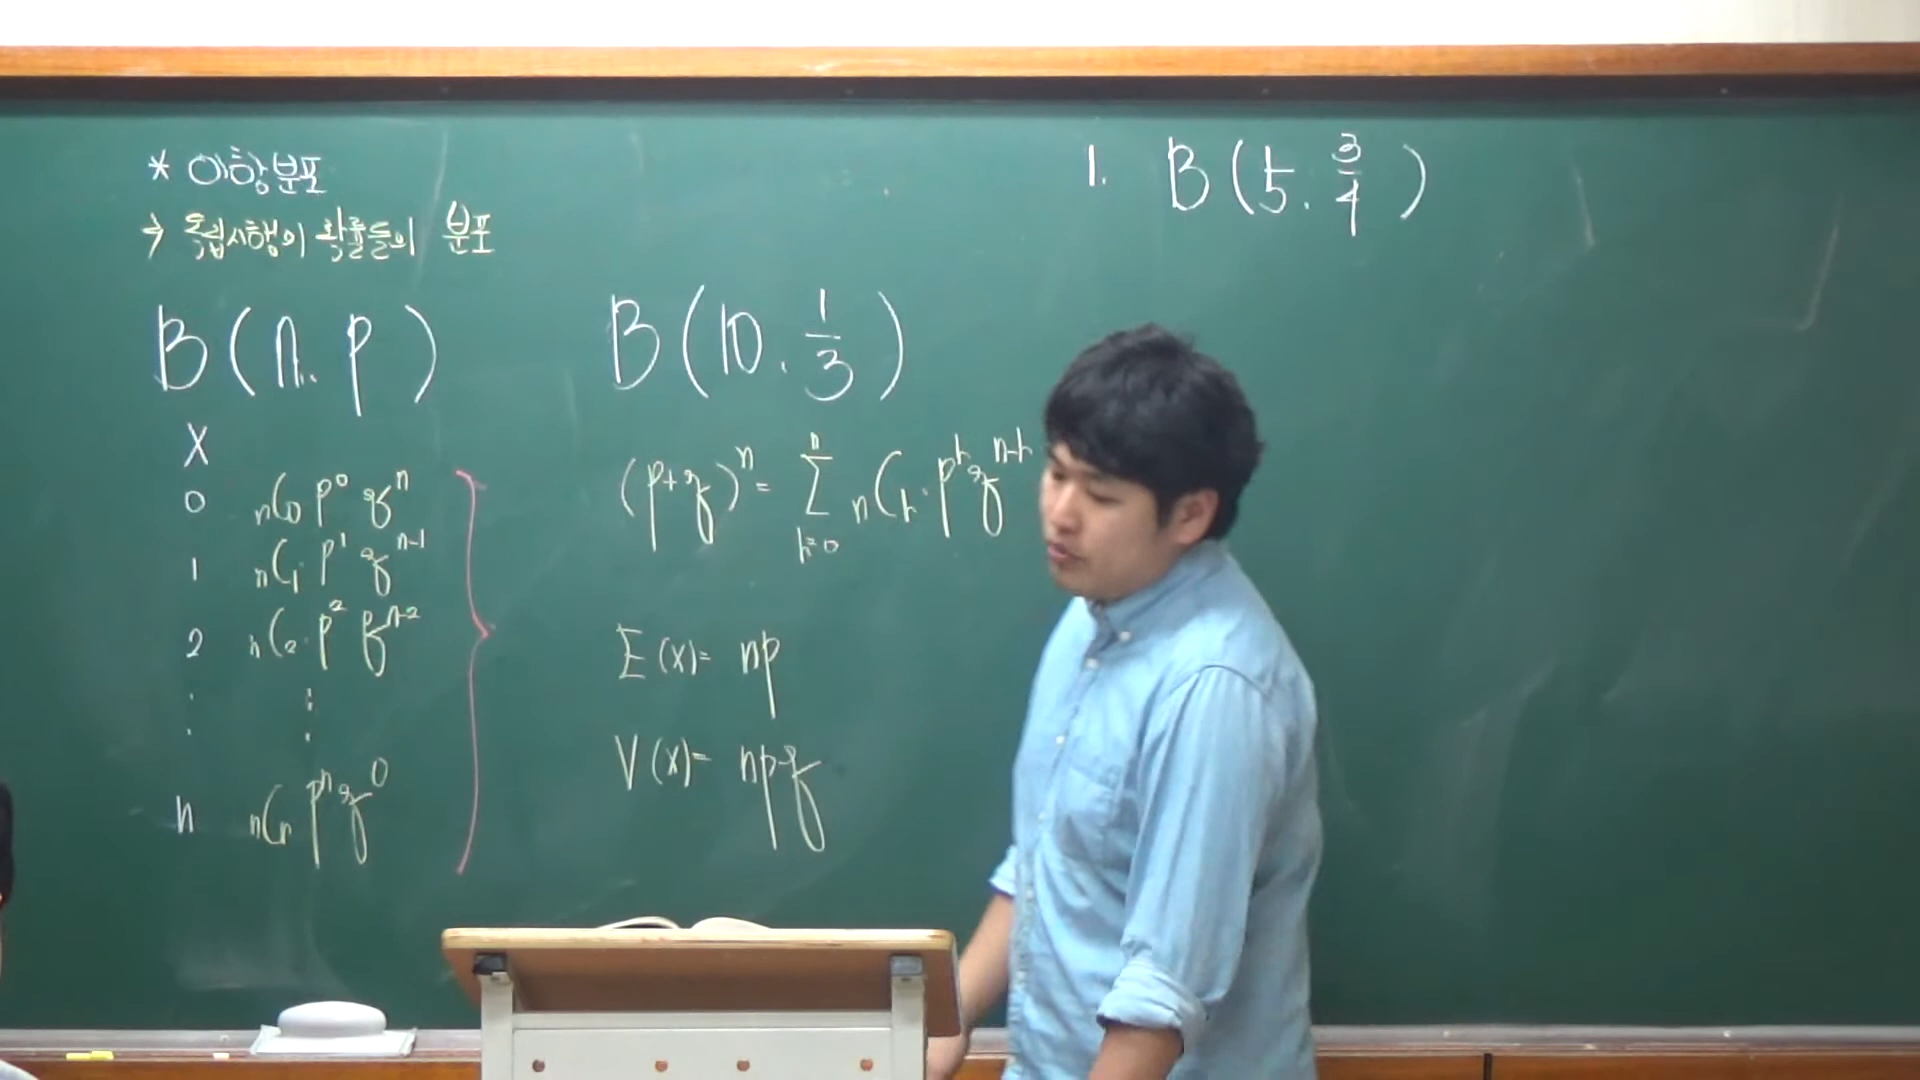 * 이항분포
→ 독립시행의 확률들의 분포
B(n. p)
X
0 nC0 p^0 q^n
1 nC1 p^1 q^n-1
2 nC2 · p^2 q^n-2
⋮ ⋮
n nCn p^n q^0
B(10. 1/3)
(p+q)^n = Σ_{r=0}^{n} nCr · p^r q^n-r
E(X)= np
V(X)= npq
1. B(5. 3/4)